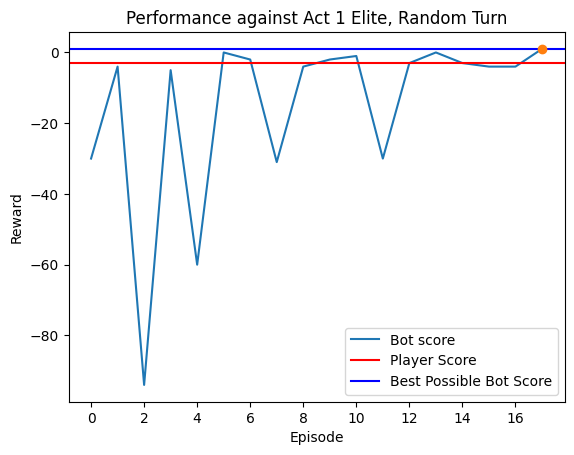 Performance against Act 1 Elite, Random Turn
0
−20
−40
−60
−80
Reward
Bot score
Player Score
Best Possible Bot Score
0 2 4 6 8 10 12 14 16
Episode